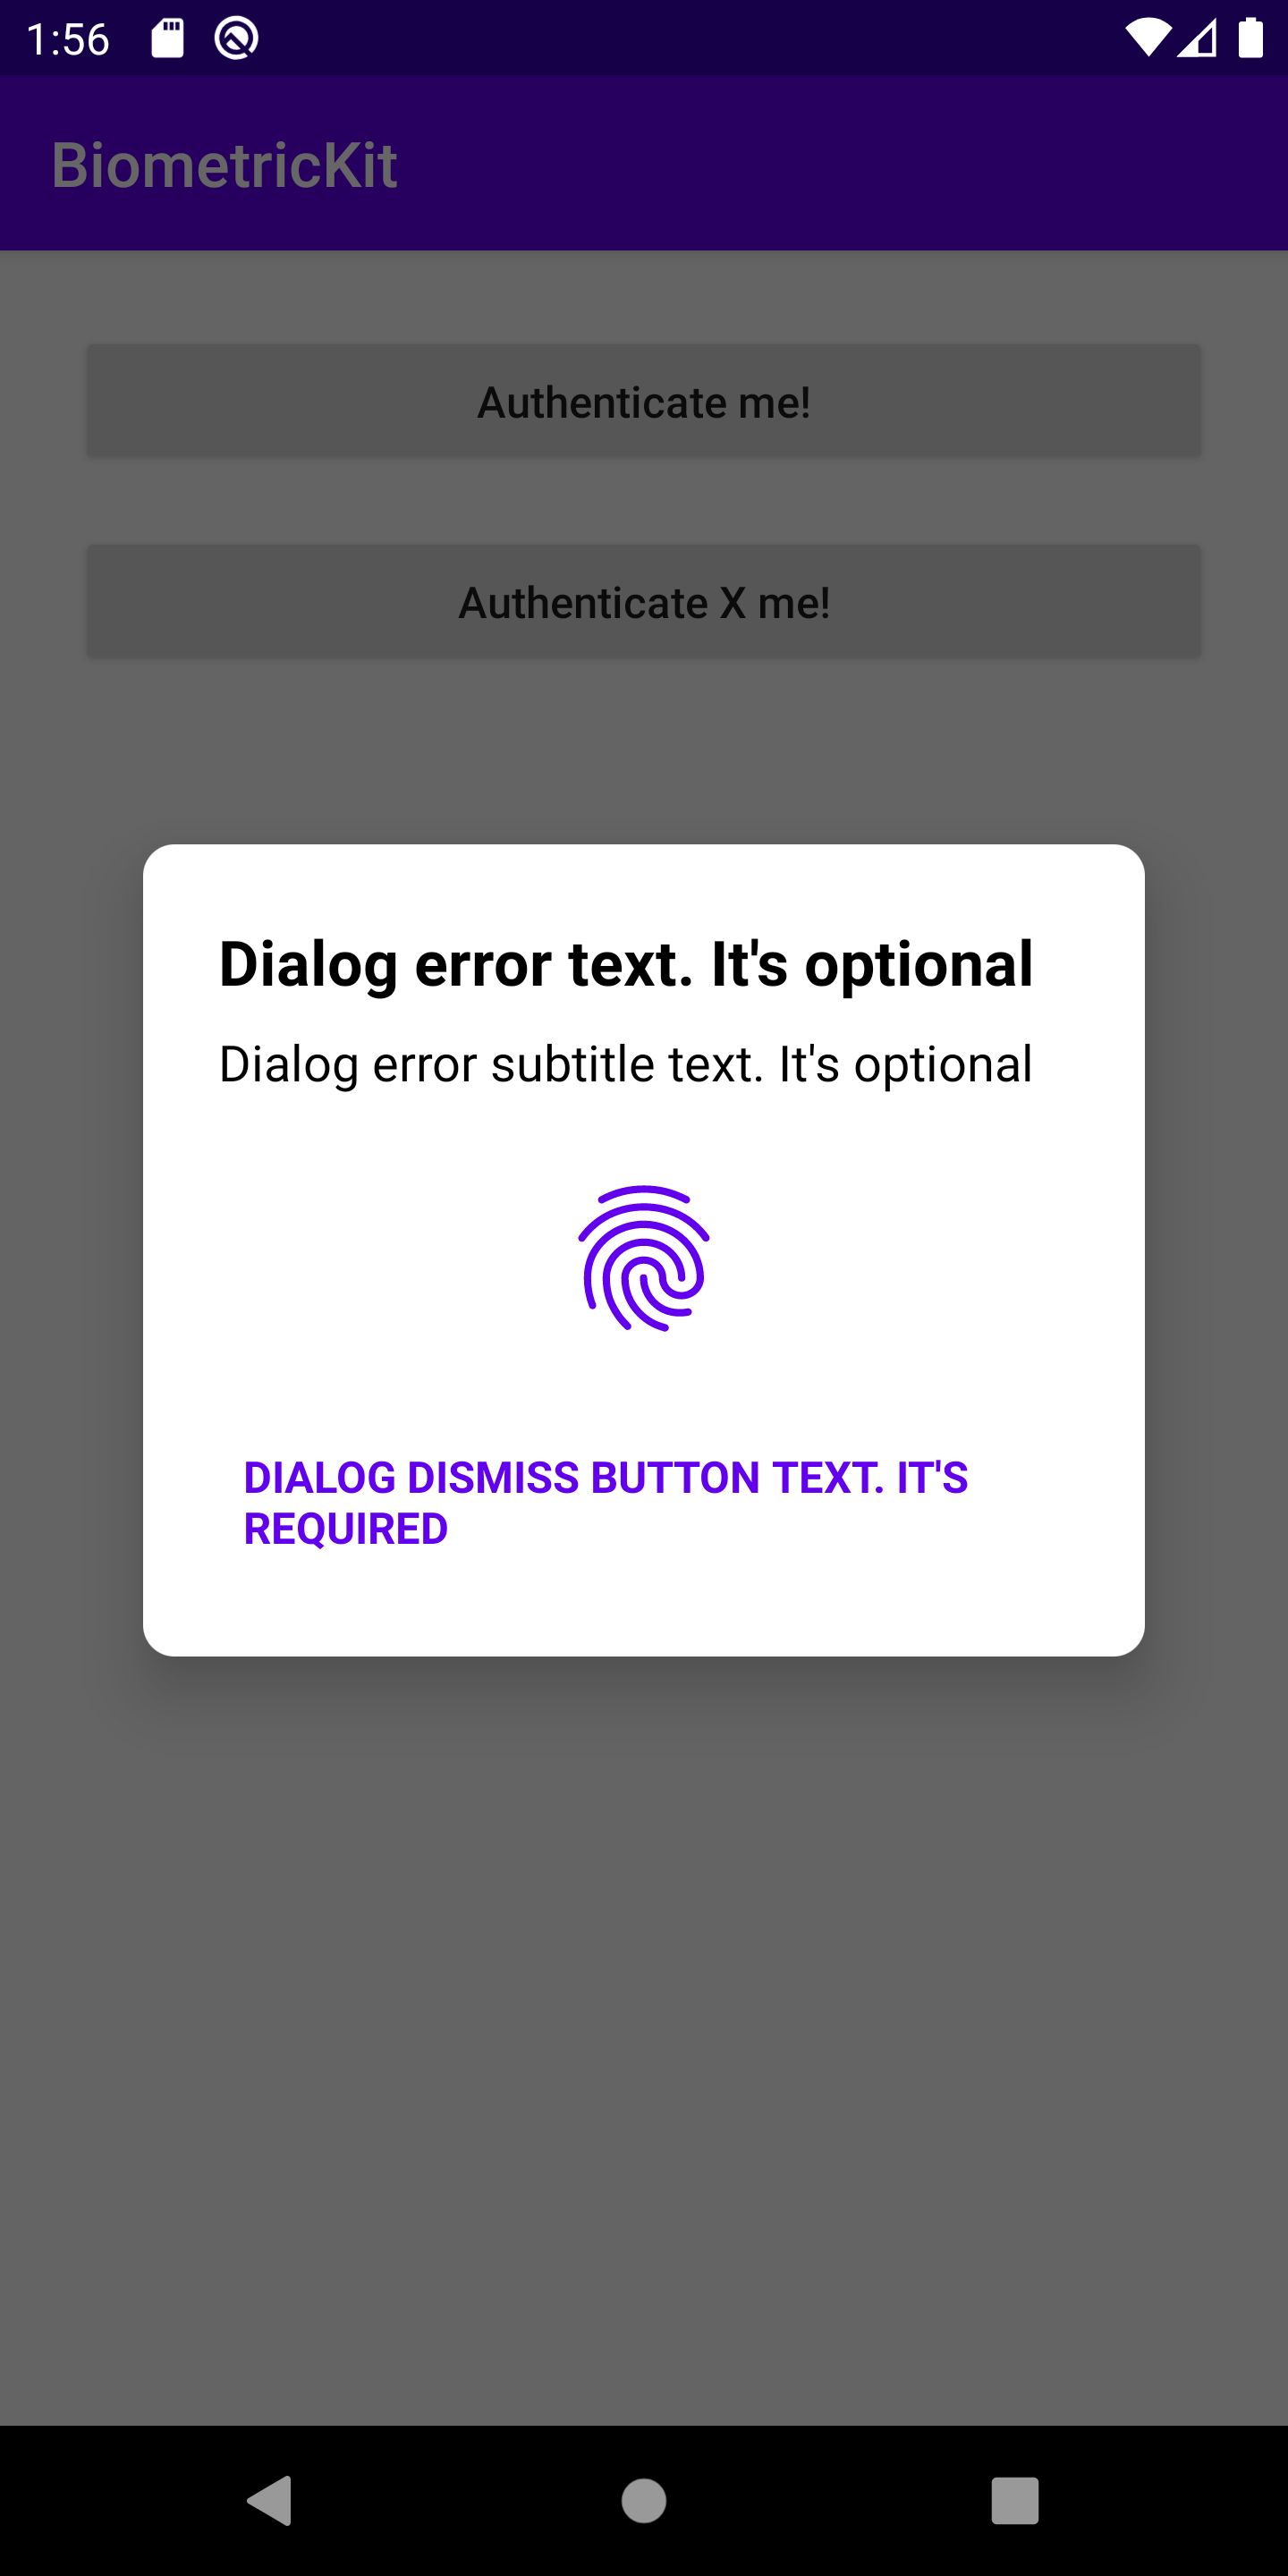 1:56
BiometricKit
Authenticate me!
Authenticate X me!
Dialog error text. It's optional
Dialog error subtitle text. It's optional
DIALOG DISMISS BUTTON TEXT. IT'S
REQUIRED